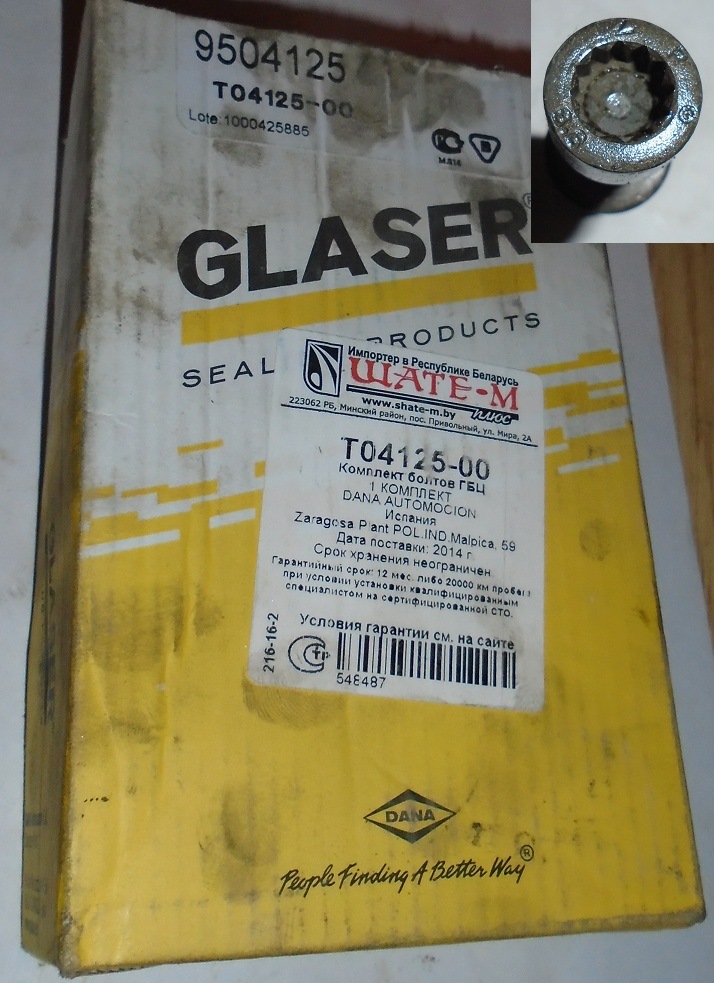 9504125
T04125-00
Lote: 1000425886
GLASER®
SEAL PRODUCTS
Импортер в Республике Беларусь
ШАТЕ-М
плюс
www.shate-m.by
223062 РБ, Минский район, пос. Привольный, ул. Мира, 2А
T04125-00
Комплект болтов ГБЦ
1 КОМПЛЕКТ
DANA AUTOMOCION
Испания
Zaragosa Plant POL.IND.Malpica, 59
Дата поставки: 2014 г.
Срок хранения неограничен
Гарантийный срок: 12 мес. либо 20000 км пробега
при условии установки квалифицированным
специалистом на сертифицированной СТО.
Условия гарантии см. на сайте
216-16-2
548487
DANA
People Finding A Better Way®